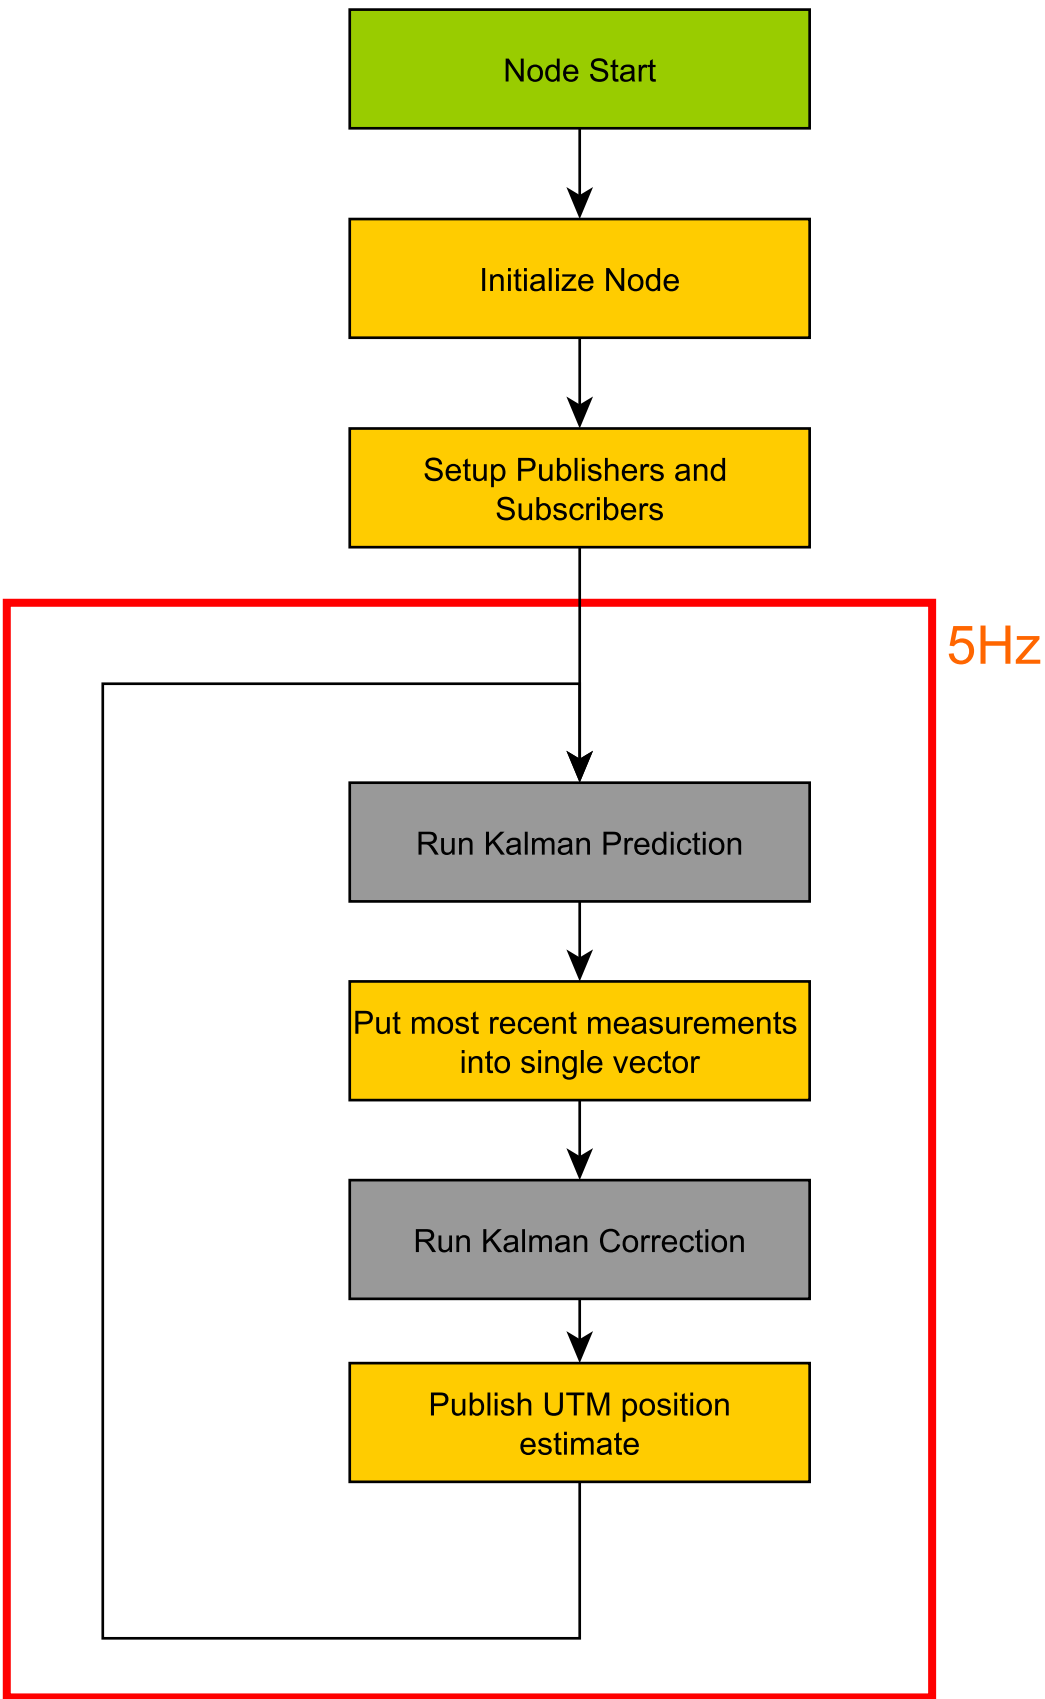 Node Start
Initialize Node
Setup Publishers and
Subscribers
5Hz
Run Kalman Prediction
Put most recent measurements
into single vector
Run Kalman Correction
Publish UTM position
estimate